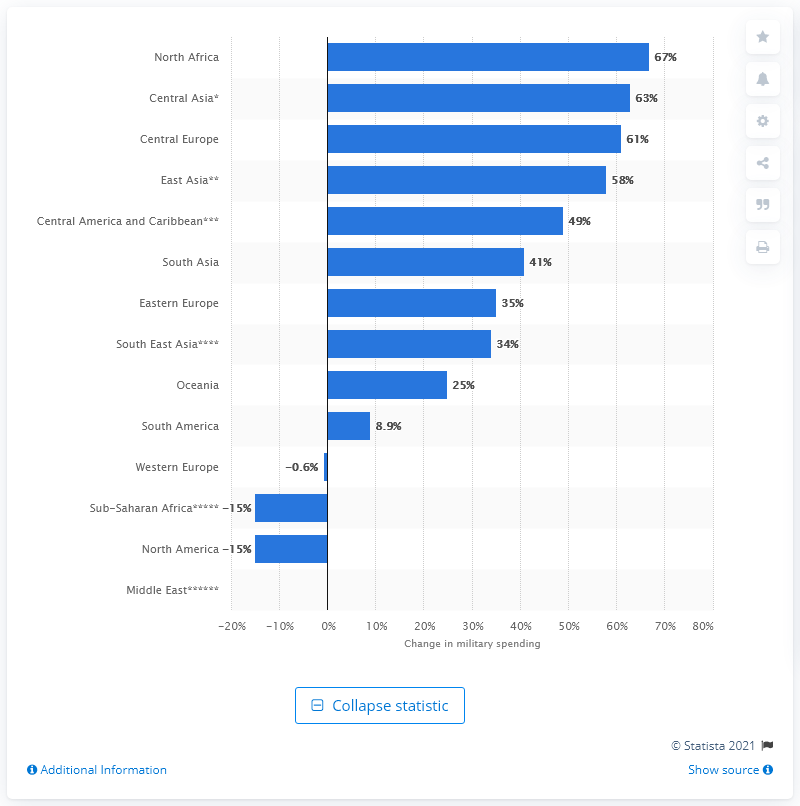 North Africa 67%
Central Asia* 63%
Central Europe 61%
East Asia** 58%
Central America and Caribbean*** 49%
South Asia 41%
Eastern Europe 35%
South East Asia**** 34%
Oceania 25%
South America 8.9%
Western Europe -0.6%
Sub-Saharan Africa***** -15%
North America -15%
Middle East******
-20% -10% 0% 10% 20% 30% 40% 50% 60% 70% 80%
Change in military spending
Collapse statistic
© Statista 2021
Additional Information Show source